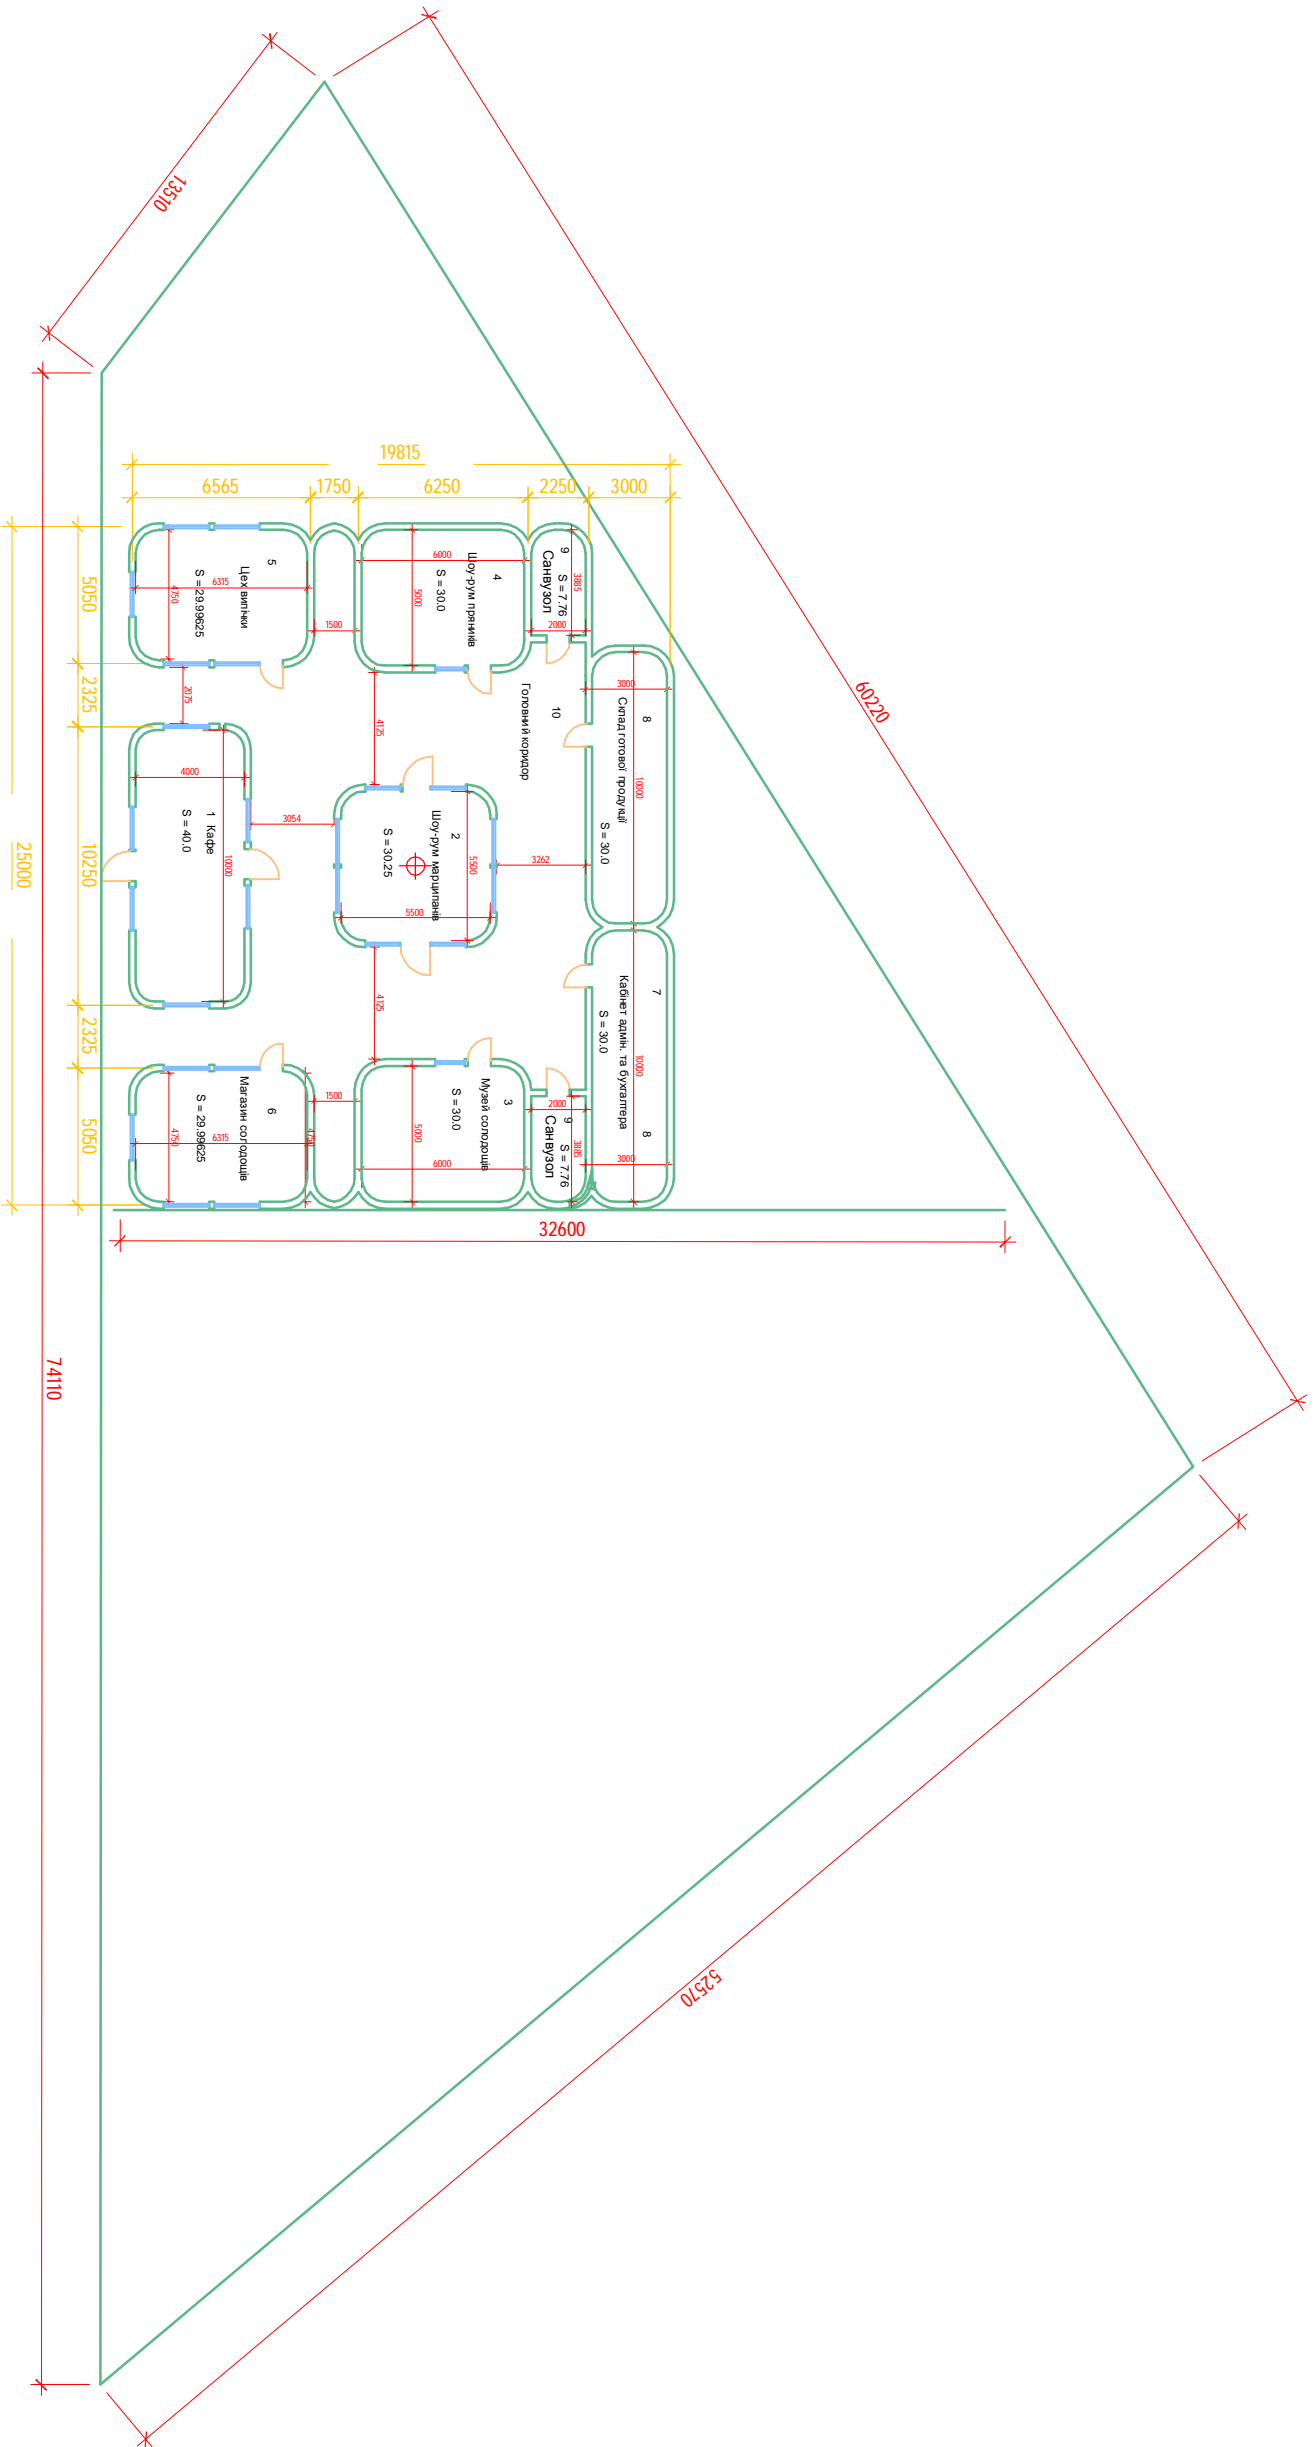 13510
60220
19815
6565
1750
6250
2250
3000
5
Цех випічки
S = 29.99625
6315
4750
4
Шоу-рум пряників
S = 30.0
6000
5000
1500
9
S = 7.76
Санвузол
3885
2000
8
Склад готової продукції
S = 30.0
3000
10000
10
Головний коридор
2075
4125
1 Кафе
S = 40.0
4000
10000
3054
2
Шоу-рум марципанів
S = 30.25
5500
5500
3262
4125
7
Кабінет адмін. та бухгалтера
S = 30.0
10000
8
3000
6
Магазин солодощів
S = 29.99625
6315
4750
4750
3
Музей солодощів
S = 30.0
6000
5000
1500
9
S = 7.76
Санвузол
3885
2000
5050
2325
10250
2325
5050
25000
32600
74110
52570